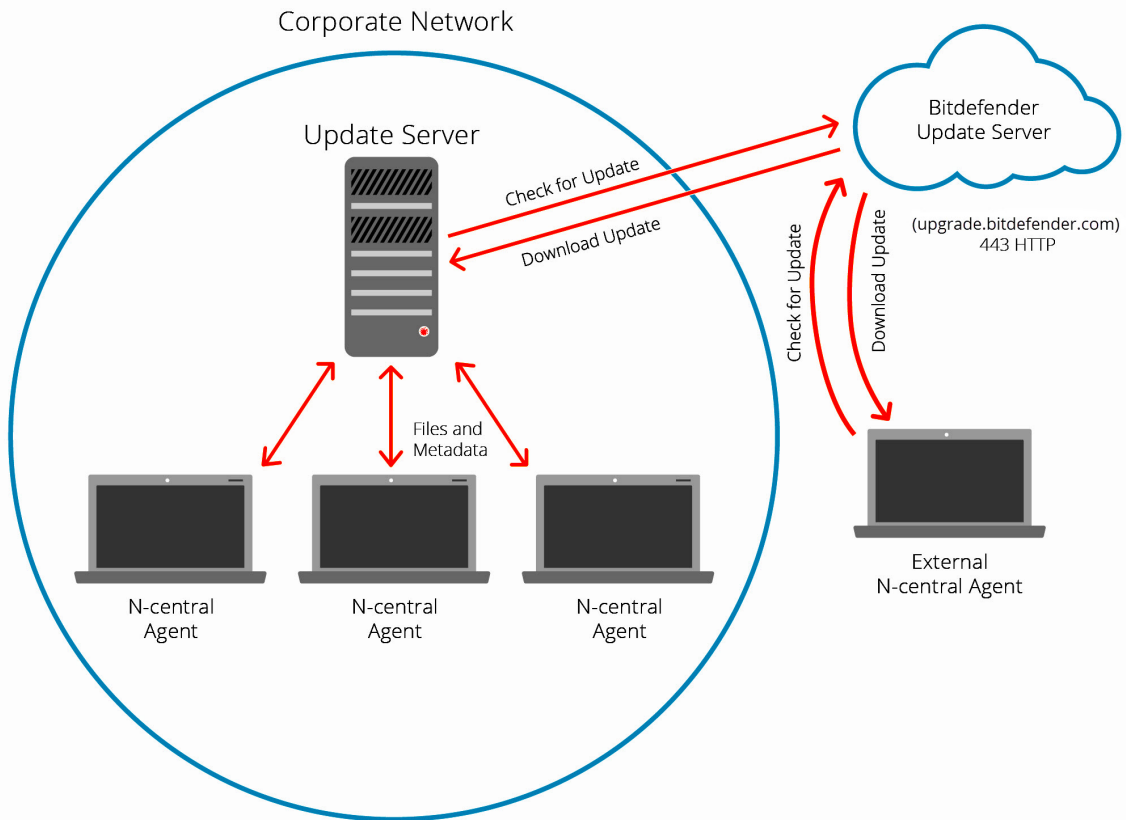 Corporate Network
Update Server
Bitdefender
Update Server
(upgrade.bitdefender.com)
443 HTTP
Check for Update
Download Update
Check for Update
Download Update
Files and
Metadata
N-central
Agent
N-central
Agent
N-central
Agent
External
N-central Agent